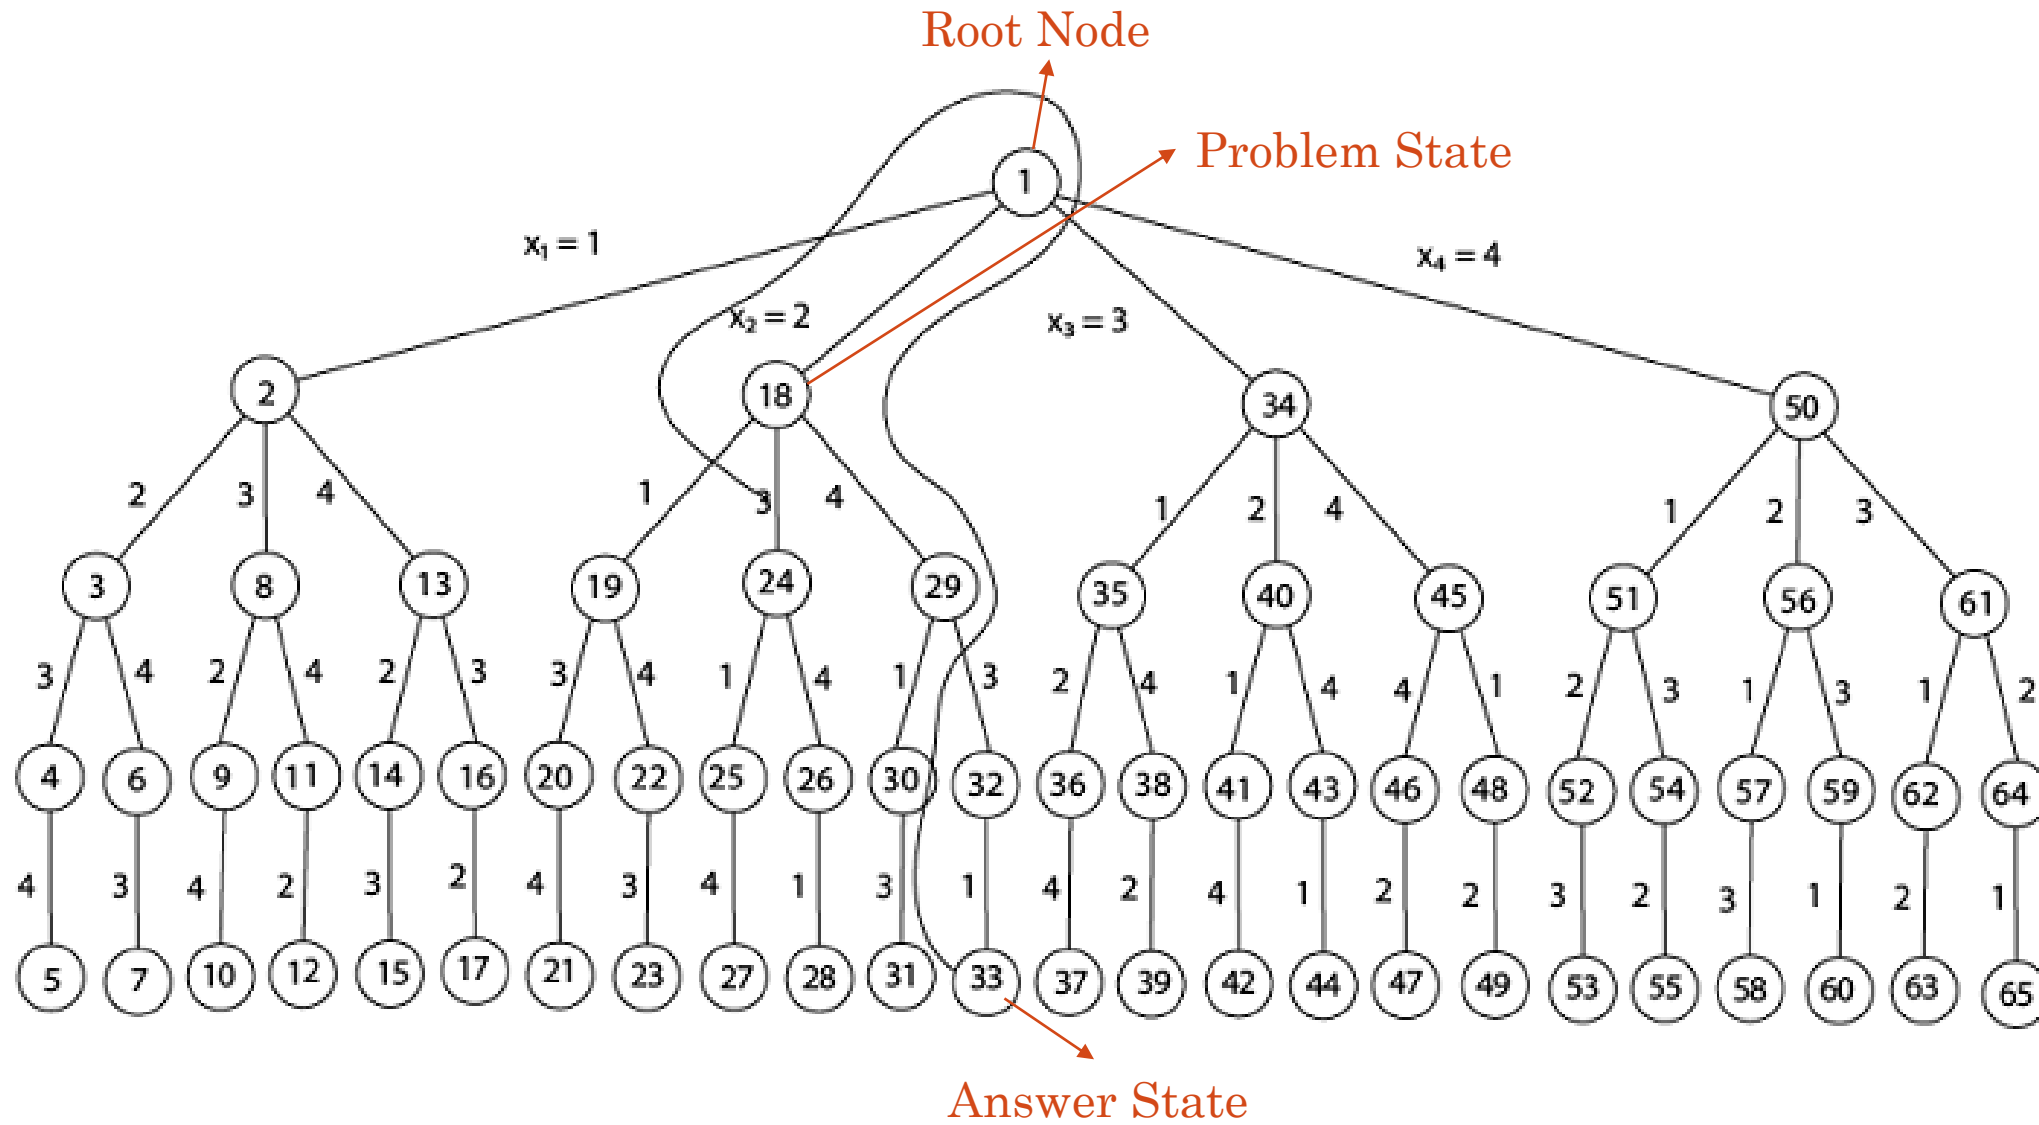 Root Node
Problem State
1
x₁ = 1
x₄ = 4
x₂ = 2
x₃ = 3
2 18 34 50
2 3 4 1 3 4 1 2 4 1 2 3
3 8 13 19 24 29 35 40 45 51 56 61
3 4 2 4 2 3 3 4 1 4 1 3 2 4 1 4 4 1 2 3 1 3 1 2
4 6 9 11 14 16 20 22 25 26 30 32 36 38 41 43 46 48 52 54 57 59 62 64
4 3 4 2 3 2 4 3 4 1 3 1 4 2 4 1 2 2 3 2 3 1 2 1
5 7 10 12 15 17 21 23 27 28 31 33 37 39 42 44 47 49 53 55 58 60 63 65
Answer State